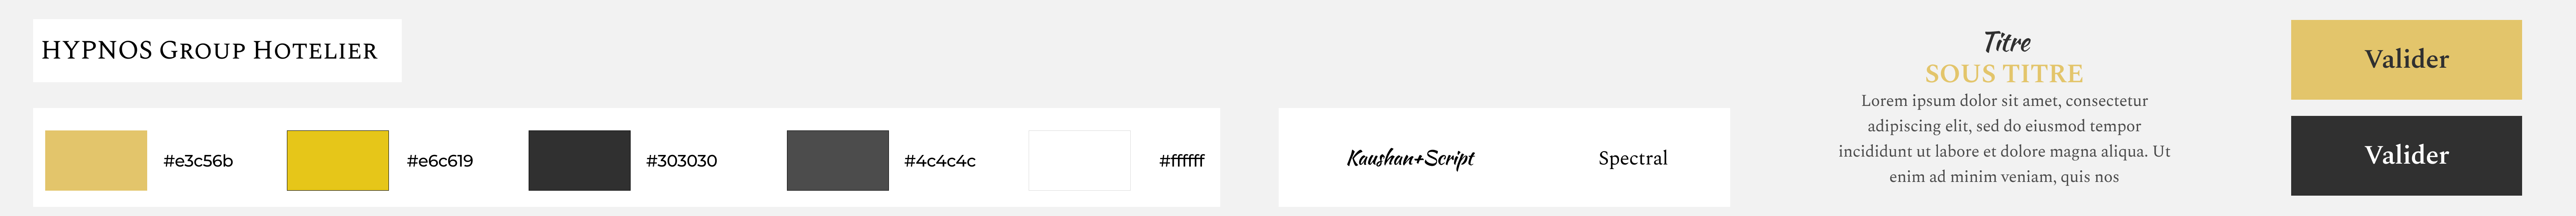 HYPNOS GROUP HOTELIER
#e3c56b
#e6c619
#303030
#4c4c4c
#ffffff
Kaushan+Script
Spectral
Titre
SOUS TITRE
Lorem ipsum dolor sit amet, consectetur
adipiscing elit, sed do eiusmod tempor
incididunt ut labore et dolore magna aliqua. Ut
enim ad minim veniam, quis nos
Valider
Valider